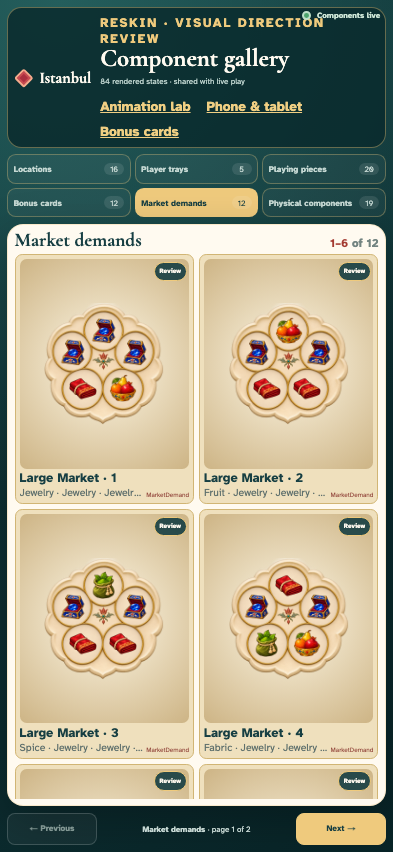 Components live
RESKIN · VISUAL DIRECTION
REVIEW
Istanbul
Component gallery
84 rendered states · shared with live play
Animation lab Phone & tablet
Bonus cards
Locations 16 Player trays 5 Playing pieces 20
Bonus cards 12 Market demands 12 Physical components 19
Market demands 1–6 of 12
Review Review
Large Market · 1 Large Market · 2
Jewelry · Jewelry · Jewelr... MarketDemand Fruit · Jewelry · Jewelry · ... MarketDemand
Review Review
Large Market · 3 Large Market · 4
Spice · Jewelry · Jewelry ·... MarketDemand Fabric · Jewelry · Jewelry ... MarketDemand
Review Review
← Previous Market demands · page 1 of 2 Next →